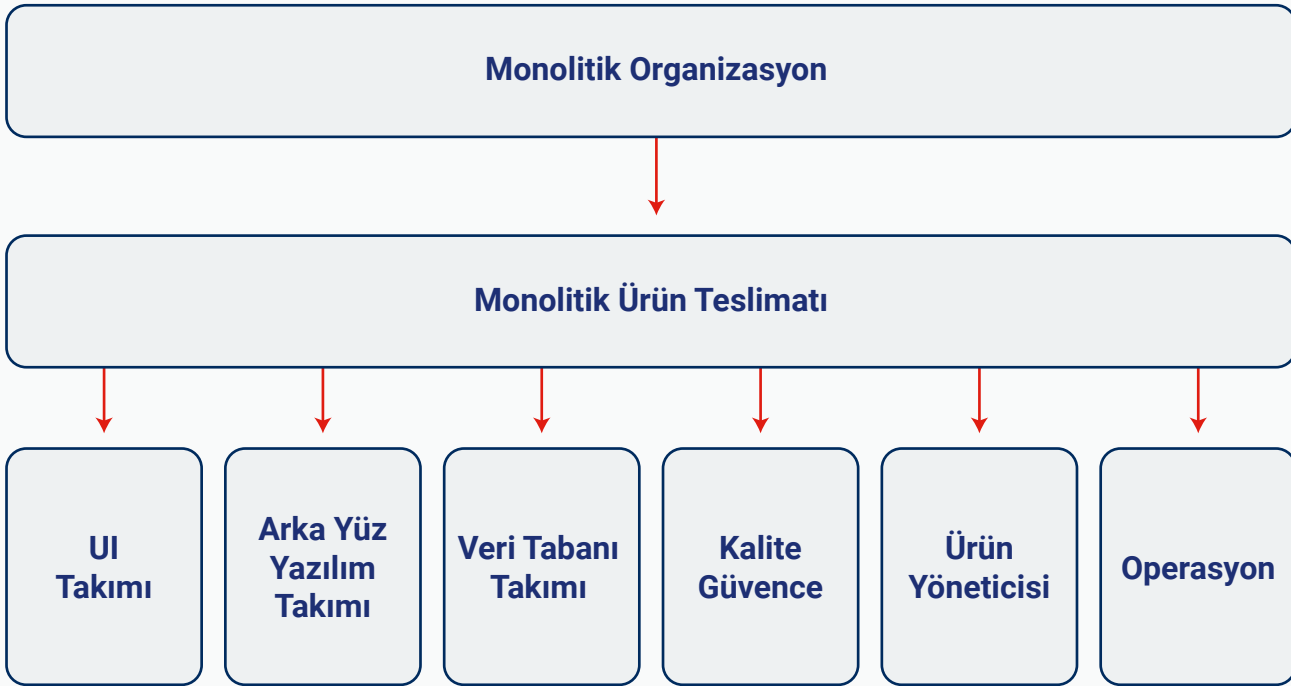 Monolitik Organizasyon
Monolitik Ürün Teslimatı
UI
Takımı
Arka Yüz
Yazılım
Takımı
Veri Tabanı
Takımı
Kalite
Güvence
Ürün
Yöneticisi
Operasyon